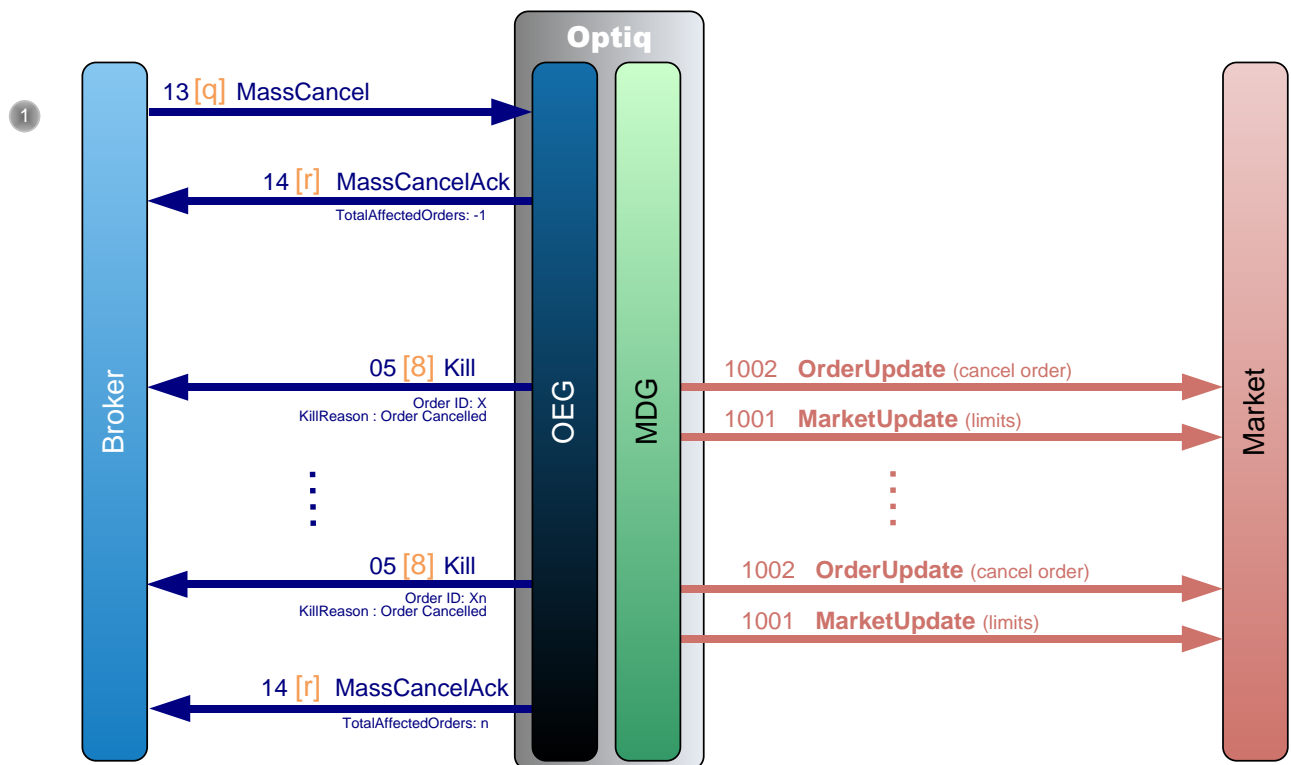 Optiq
1
13 [q] MassCancel
14 [r] MassCancelAck
TotalAffectedOrders: -1
Broker
OEG
MDG
Market
05 [8] Kill
Order ID: X
KillReason : Order Cancelled
1002 OrderUpdate (cancel order)
1001 MarketUpdate (limits)
05 [8] Kill
Order ID: Xn
KillReason : Order Cancelled
1002 OrderUpdate (cancel order)
1001 MarketUpdate (limits)
14 [r] MassCancelAck
TotalAffectedOrders: n